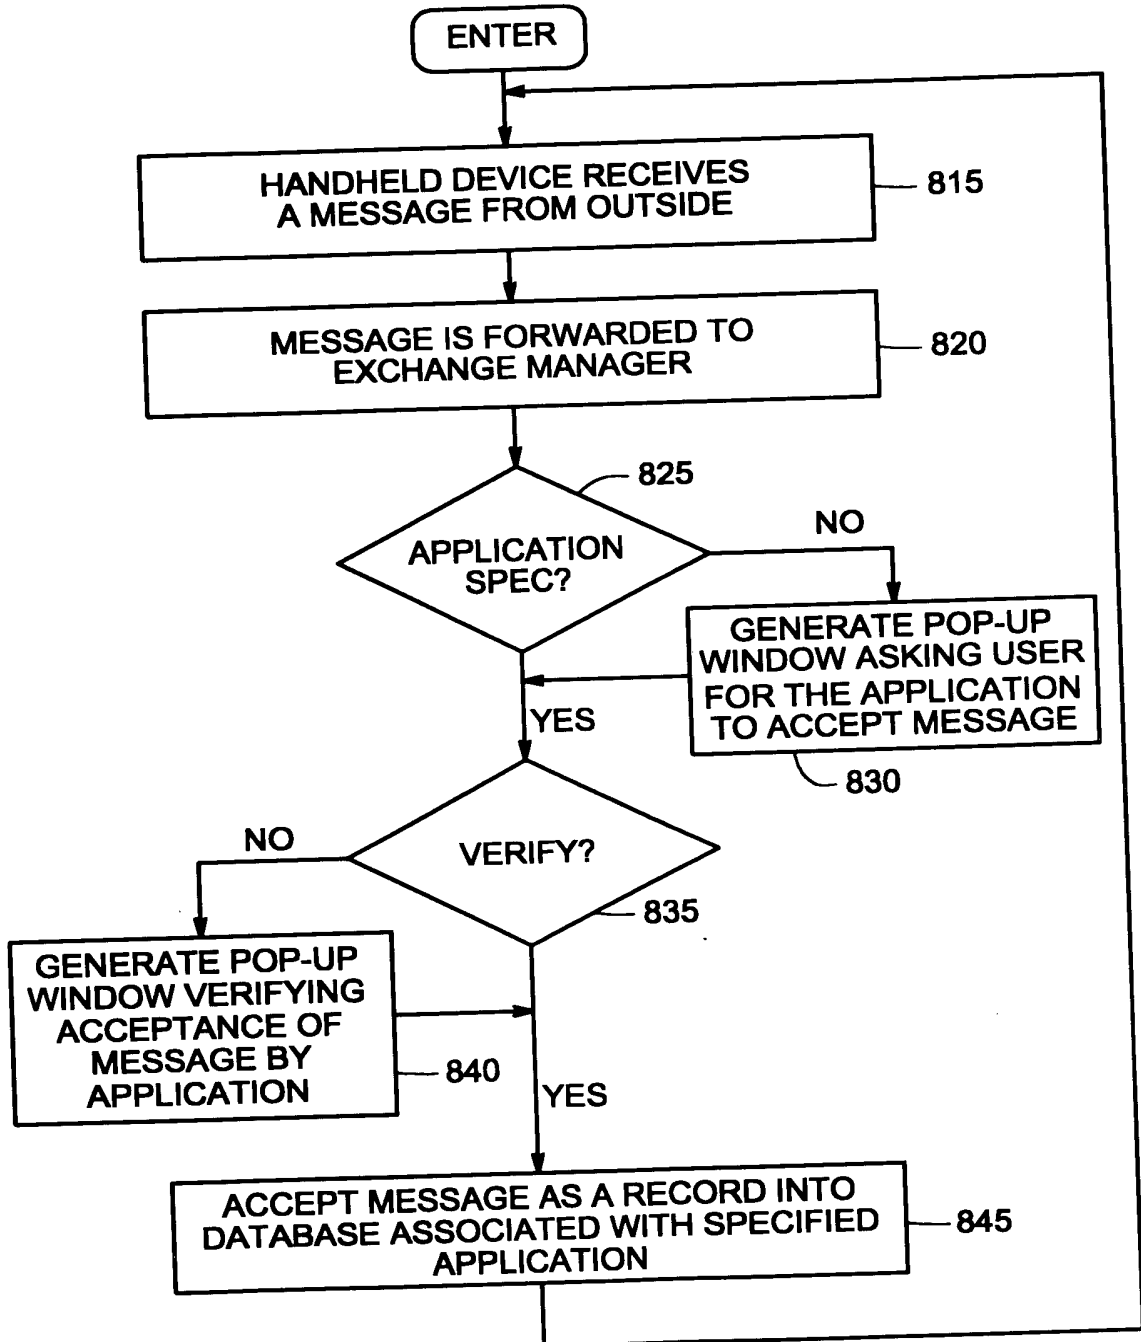 ENTER
HANDHELD DEVICE RECEIVES
A MESSAGE FROM OUTSIDE
815
MESSAGE IS FORWARDED TO
EXCHANGE MANAGER
820
825
APPLICATION
SPEC?
NO
GENERATE POP-UP
WINDOW ASKING USER
FOR THE APPLICATION
TO ACCEPT MESSAGE
830
YES
VERIFY?
835
NO
GENERATE POP-UP
WINDOW VERIFYING
ACCEPTANCE OF
MESSAGE BY
APPLICATION
840
YES
ACCEPT MESSAGE AS A RECORD INTO
DATABASE ASSOCIATED WITH SPECIFIED
APPLICATION
845